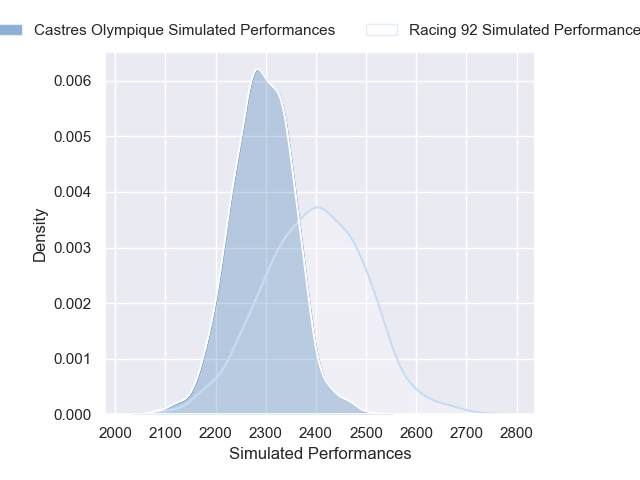 Castres Olympique Simulated Performances Racing 92 Simulated Performance
0.006
0.005
0.004
0.003
0.002
0.001
0.000
Density
2000 2100 2200 2300 2400 2500 2600 2700 2800
Simulated Performances